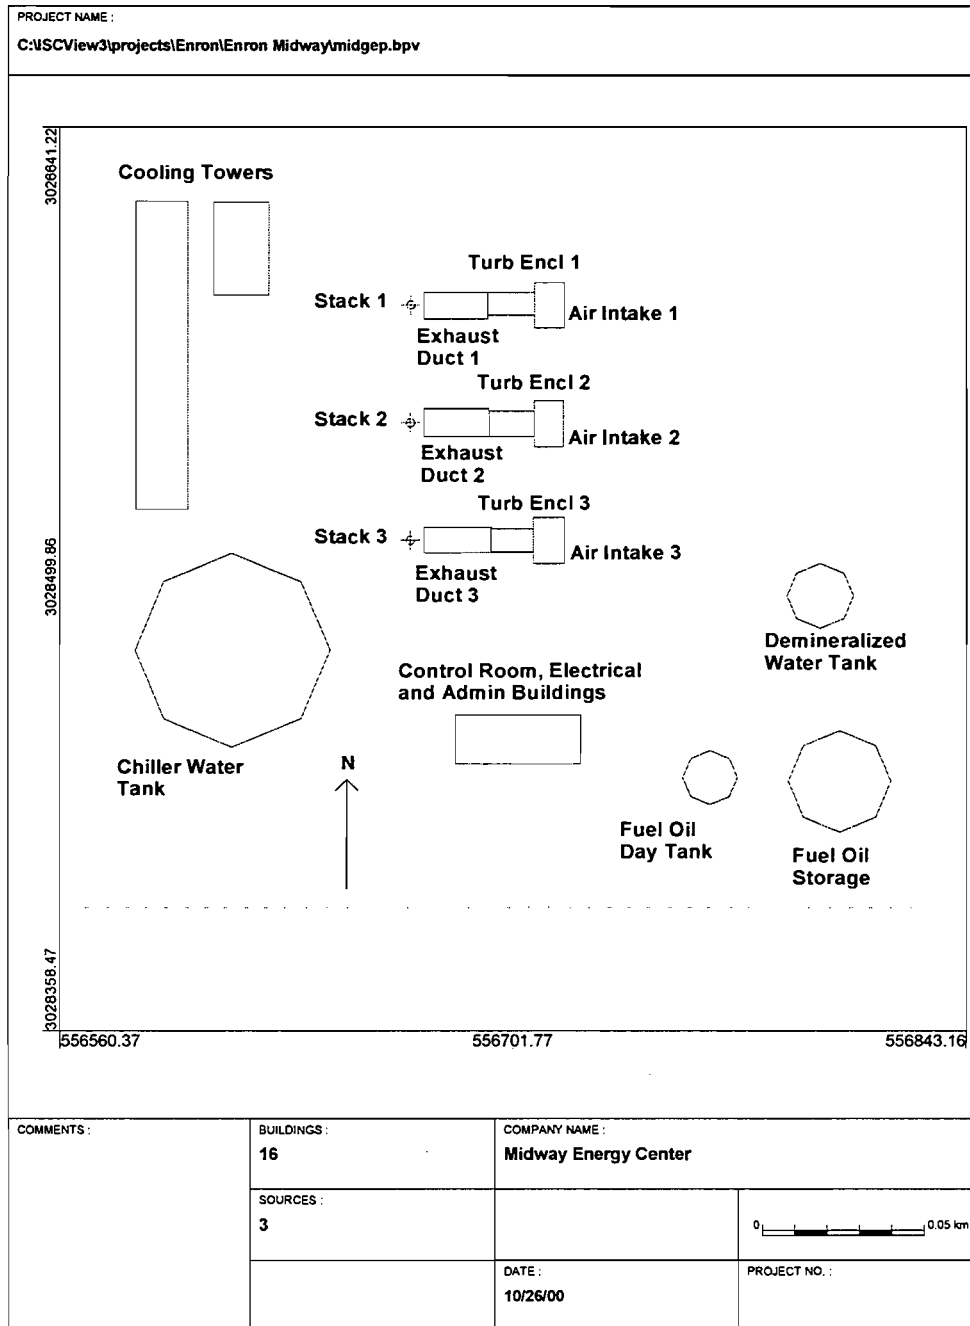 PROJECT NAME :
C:\ISCView3\projects\Enron\Enron Midway\midgep.bpv
3028641.22
Cooling Towers
Turb Encl 1
Stack 1
Air Intake 1
Exhaust
Duct 1
Turb Encl 2
Stack 2
Air Intake 2
Exhaust
Duct 2
Turb Encl 3
Stack 3
Air Intake 3
Exhaust
Duct 3
3028499.86
Demineralized
Water Tank
Control Room, Electrical
and Admin Buildings
Chiller Water
Tank
N
Fuel Oil
Day Tank
Fuel Oil
Storage
3028358.47
556560.37
556701.77
556843.16
COMMENTS :
BUILDINGS :
16
COMPANY NAME :
Midway Energy Center
SOURCES :
3
0
0.05 km
DATE :
10/26/00
PROJECT NO. :